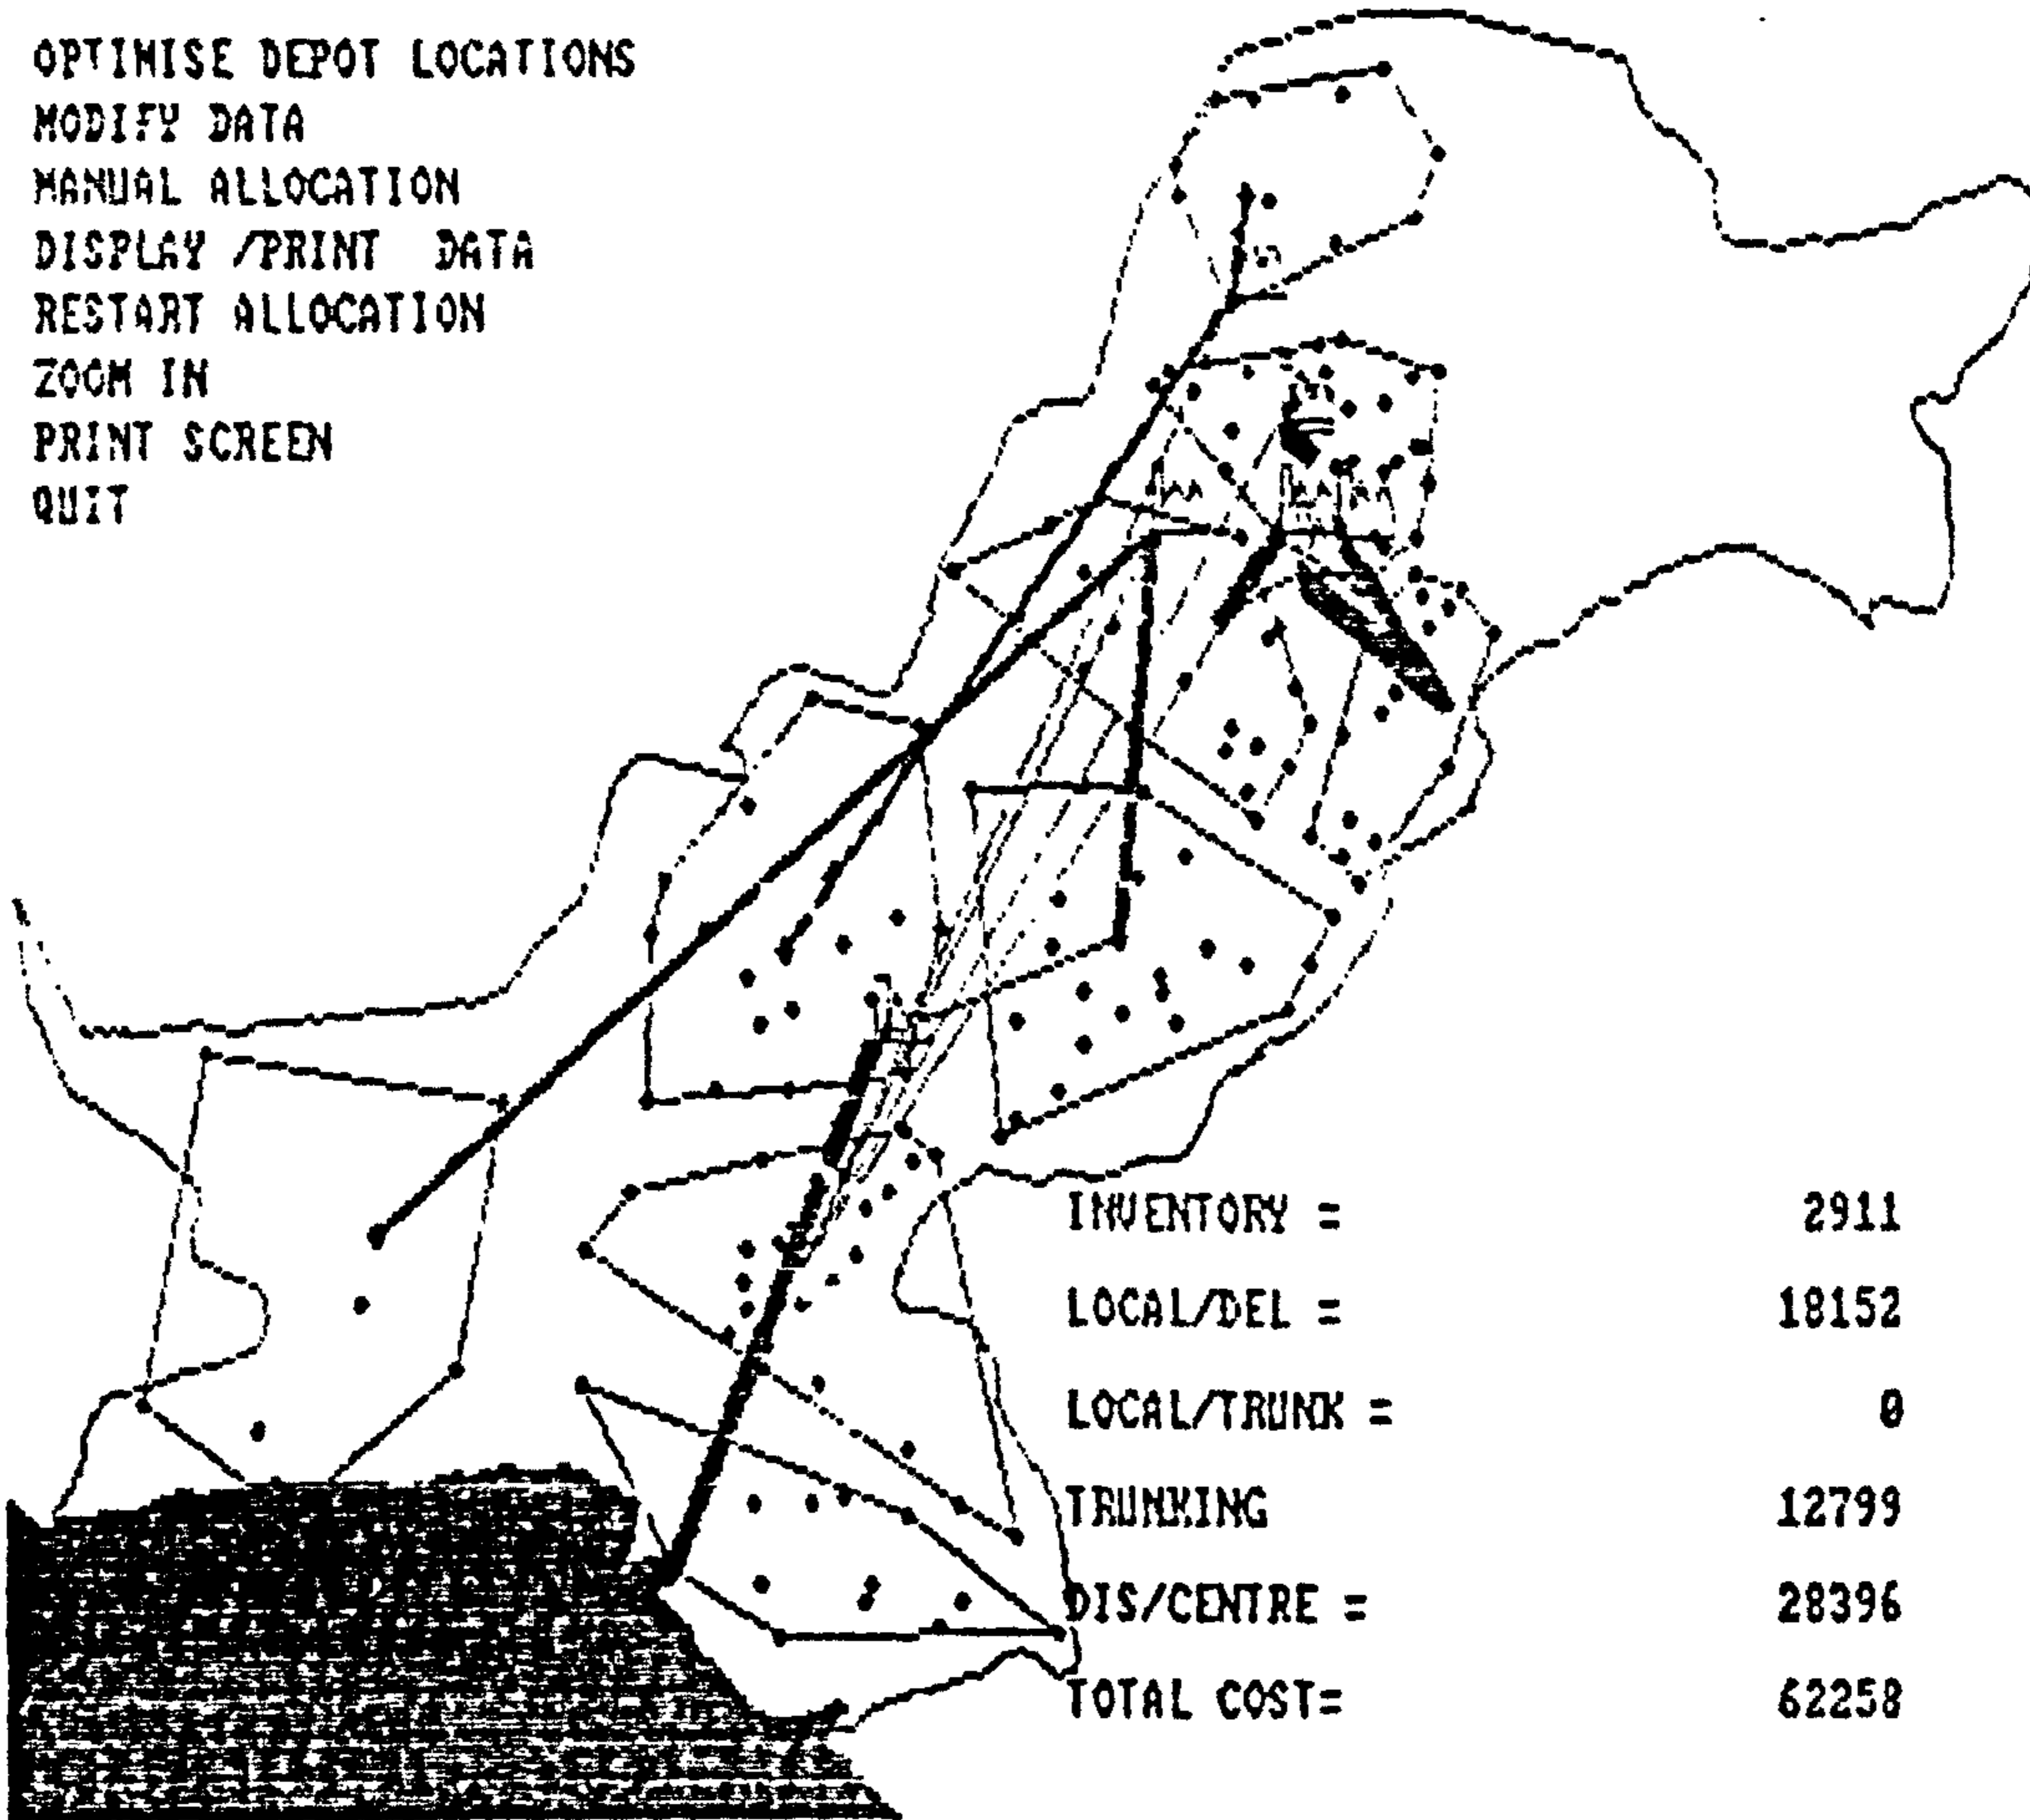 OPTIMISE DEPOT LOCATIONS
MODIFY DATA
MANUAL ALLOCATION
DISPLAY /PRINT DATA
RESTART ALLOCATION
ZOOM IN
PRINT SCREEN
QUIT
INVENTORY = 2911
LOCAL/DEL = 18152
LOCAL/TRUNK = 0
TRUNKING 12799
DIS/CENTRE = 28396
TOTAL COST= 62258